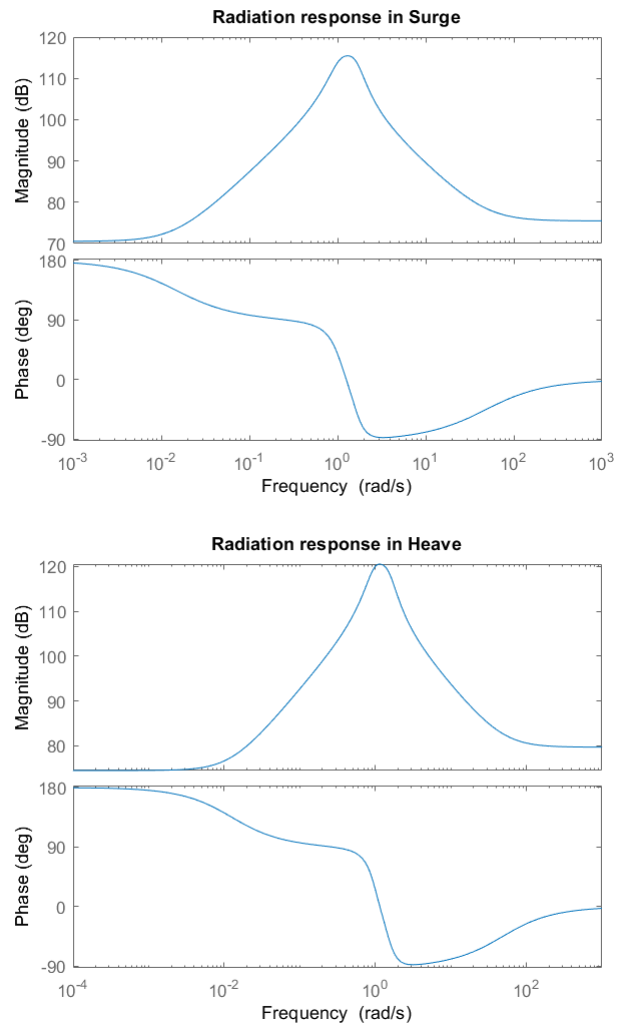 Radiation response in Surge
Magnitude (dB)
120
110
100
90
80
70
Phase (deg)
180
90
0
-90
10^-3 10^-2 10^-1 10^0 10^1 10^2 10^3
Frequency (rad/s)
Radiation response in Heave
Magnitude (dB)
120
110
100
90
80
Phase (deg)
180
90
0
-90
10^-4 10^-2 10^0 10^2
Frequency (rad/s)